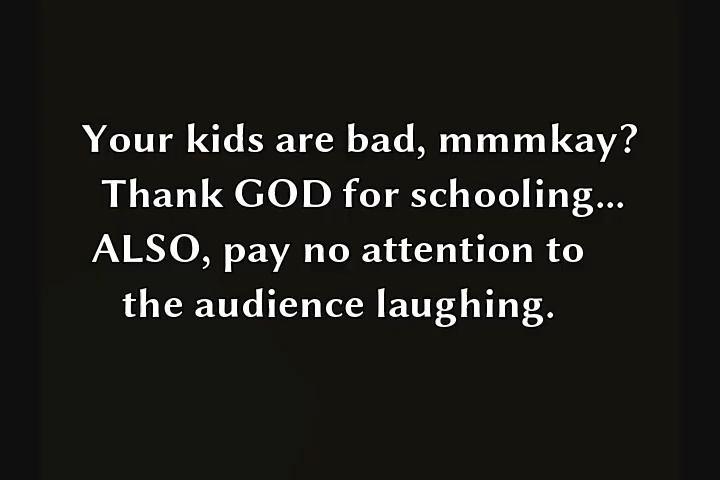 Your kids are bad, mmmkay?
Thank GOD for schooling...
ALSO, pay no attention to
the audience laughing.